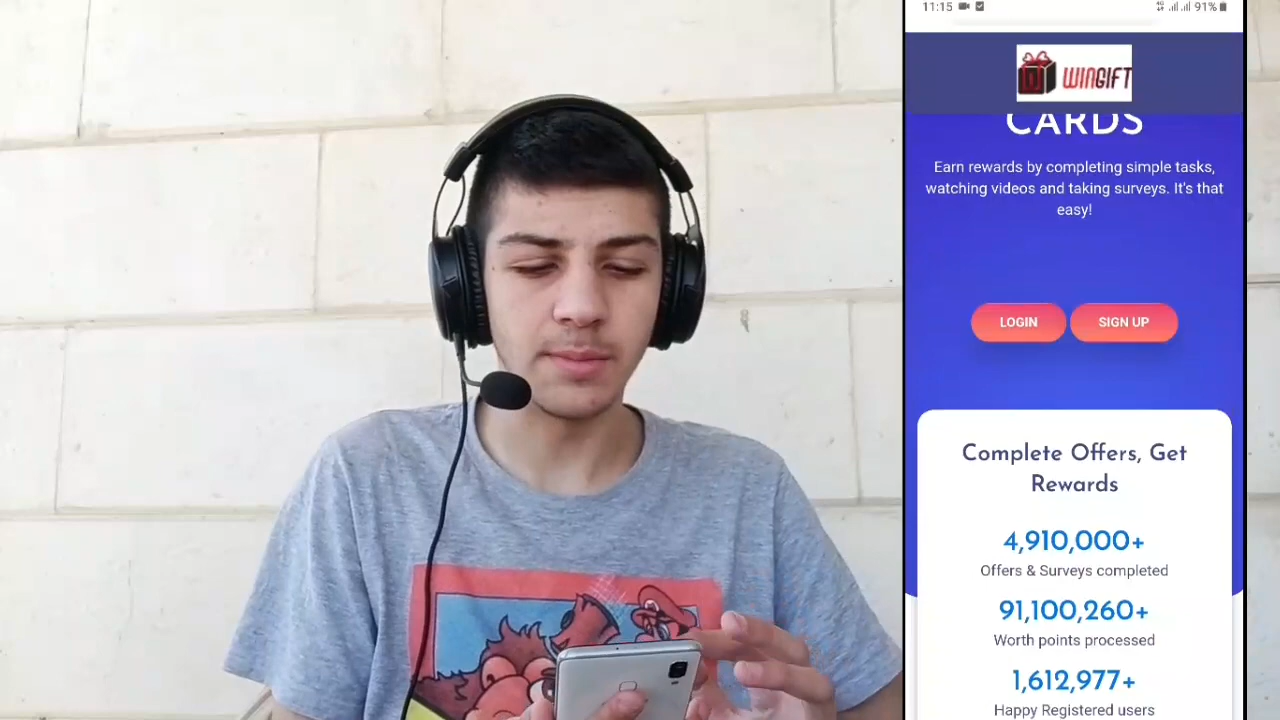 11:15
4G
91%
WINGIFT
CARDS
Earn rewards by completing simple tasks,
watching videos and taking surveys. It's that
easy!
LOGIN
SIGN UP
Complete Offers, Get
Rewards
4,910,000+
Offers & Surveys completed
91,100,260+
Worth points processed
1,612,977+
Happy Registered users